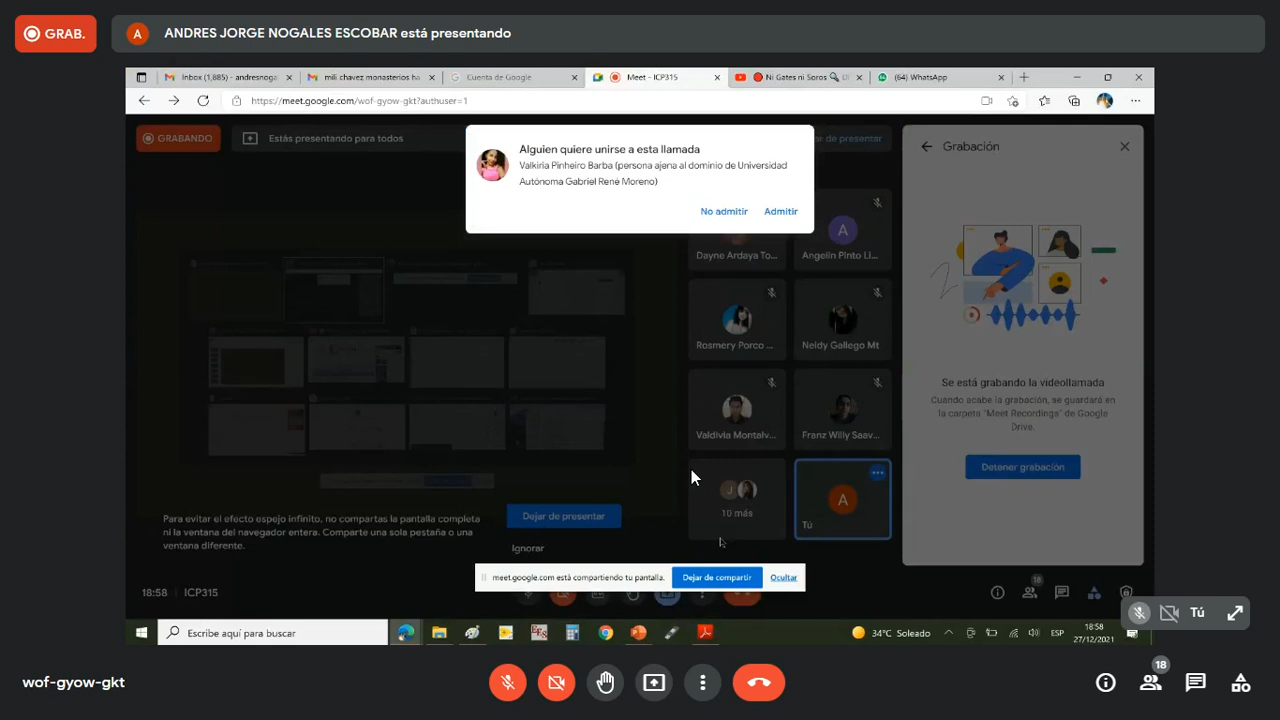 GRAB.
ANDRES JORGE NOGALES ESCOBAR está presentando
Inbox (1,885) - andresnoga
mili chavez monasterios ha
Cuenta de Google
Meet - ICP315
Ni Gates ni Soros
(64) WhatsApp
https://meet.google.com/wof-gyow-gkt?authuser=1
GRABANDO
Estás presentando para todos
ar de presentar
Grabación
Alguien quiere unirse a esta llamada
Valkiria Pinheiro Barba (persona ajena al dominio de Universidad
Autónoma Gabriel René Moreno)
No admitir
Admitir
Dayne Ardaya To...
Angelin Pinto Li...
A
Rosmery Porco ...
Neidy Gallego Mt
Valdivia Montalv...
Franz Willy Saav...
J
10 más
A
Tú
Se está grabando la videollamada
Cuando acabe la grabación, se guardará en
la carpeta "Meet Recordings" de Google
Drive.
Detener grabación
Para evitar el efecto espejo infinito, no compartas la pantalla completa
ni la ventana del navegador entera. Comparte una sola pestaña o una
ventana diferente.
Dejar de presentar
Ignorar
meet.google.com está compartiendo tu pantalla.
Dejar de compartir
Ocultar
18:58
ICP315
18
Tú
Escribe aquí para buscar
34°C Soleado
ESP
18:58
27/12/2021
wof-gyow-gkt
18